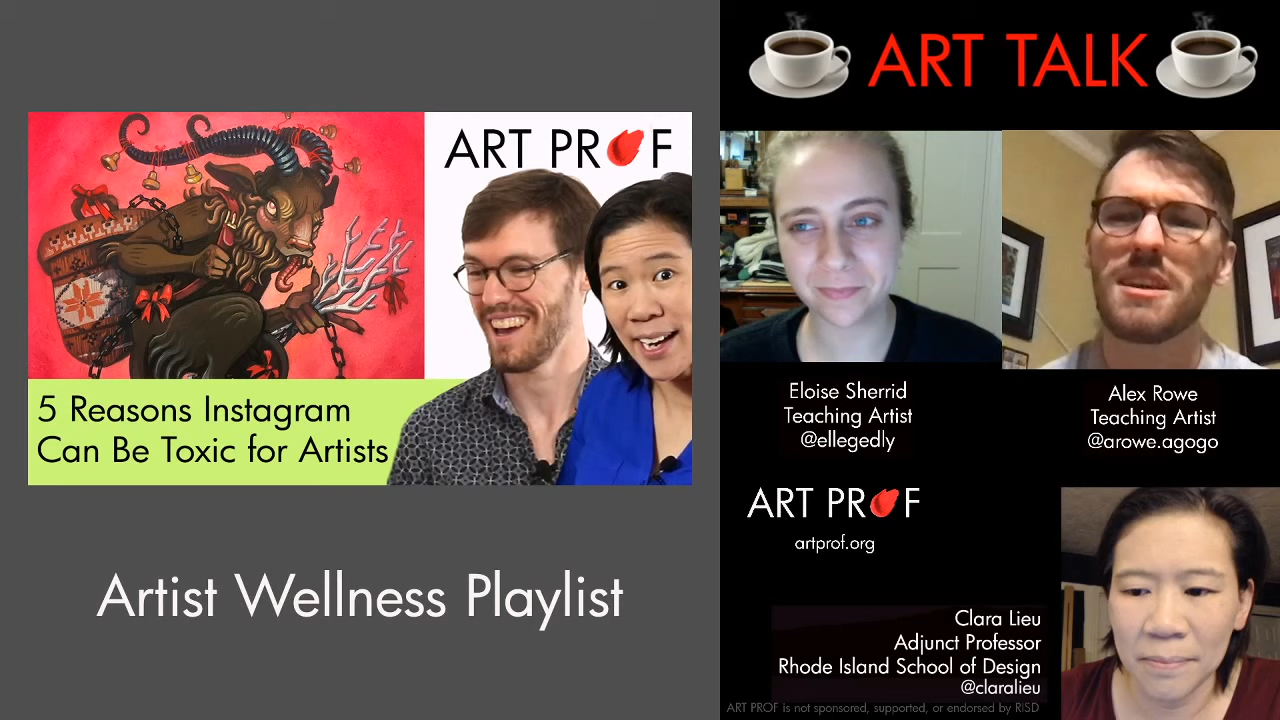 ART TALK
ART PROF
5 Reasons Instagram
Can Be Toxic for Artists
Artist Wellness Playlist
Eloise Sherrid
Teaching Artist
@ellegedly
Alex Rowe
Teaching Artist
@arowe.agogo
ART PROF
artprof.org
Clara Lieu
Adjunct Professor
Rhode Island School of Design
@claralieu
ART PROF is not sponsored, supported, or endorsed by RISD